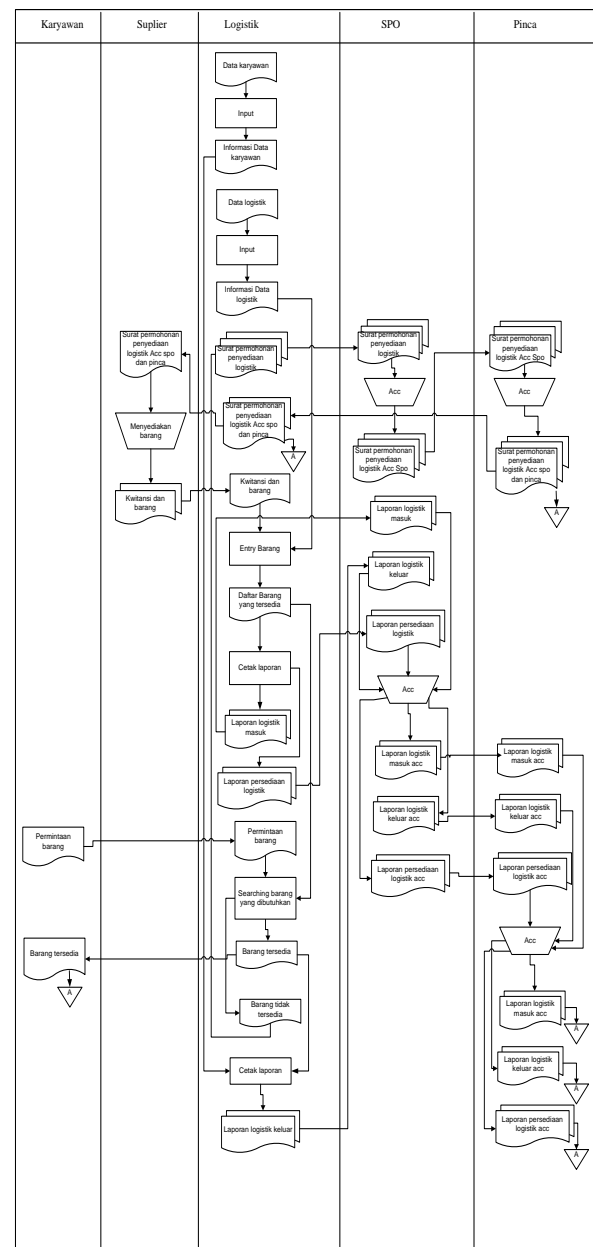 Karyawan
Suplier
Logistik
SPO
Pinca
Data karyawan
Input
Informasi Data
karyawan
Data logistik
Input
Informasi Data
logistik
Surat permohonan
penyediaan
logistik Acc spo
dan pinca
Surat permohonan
penyediaan
logistik
Surat permohonan
penyediaan
logistik
Surat permohonan
penyediaan
logistik Acc Spo
Acc
Acc
Menyediakan
barang
Surat permohonan
penyediaan
logistik Acc spo
dan pinca
A
Surat permohonan
penyediaan
logistik Acc Spo
Surat permohonan
penyediaan
logistik Acc spo
dan pinca
A
Kwitansi dan
barang
Kwitansi dan
barang
Laporan logistik
masuk
Entry Barang
Laporan logistik
keluar
Daftar Barang
yang tersedia
Laporan persediaan
logistik
Cetak laporan
Acc
Laporan logistik
masuk
Laporan logistik
masuk acc
Laporan logistik
masuk acc
Laporan persediaan
logistik
Laporan logistik
keluar acc
Laporan logistik
keluar acc
Permintaan
barang
Permintaan
barang
Laporan persediaan
logistik acc
Laporan persediaan
logistik acc
Searching barang
yang dibutuhkan
Acc
Barang tersedia
A
Barang tersedia
Barang tidak
tersedia
Laporan logistik
masuk acc
A
Cetak laporan
Laporan logistik
keluar acc
A
Laporan logistik keluar
Laporan persediaan
logistik acc
A